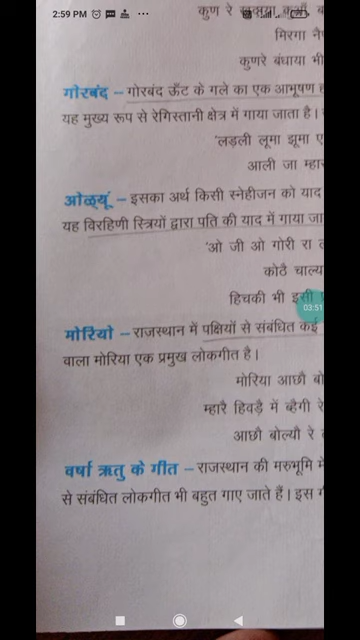 2:59 PM
कुण रे
मिरगा
कुणरे बंधाया भी
गोरबंद – गोरबंद ऊँट के गले का एक आभूषण
यह मुख्य रूप से रेगिस्तानी क्षेत्र में गाया जाता है।
'लड़ली लूमा झूमा ए
आली जा म्हार
ओळ्यूं – इसका अर्थ किसी स्नेहीजन को याद
यह विरहिणी स्त्रियों द्वारा पति की याद में गाया जा
'ओ जी ओ गोरी रा
कोठै चाल्य
हिचकी भी इसी
03:51
मोरियो – राजस्थान में पक्षियों से संबंधित कई
वाला मोरिया एक प्रमुख लोकगीत है।
मोरिया आछौ बो
म्हारै हिवड़ै में ब्हैगी रे
आछौ बोल्यौ रे
वर्षा ऋतु के गीत – राजस्थान की मरुभूमि में
से संबंधित लोकगीत भी बहुत गाए जाते हैं। इस